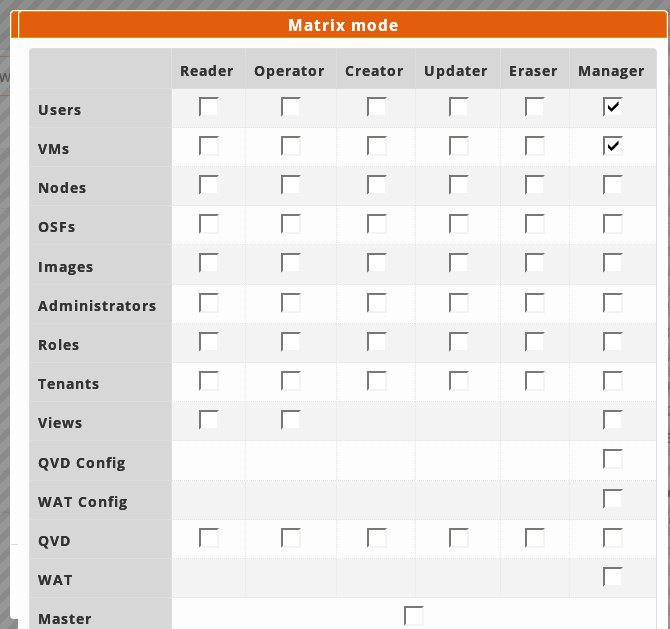 Matrix mode
Reader Operator Creator Updater Eraser Manager
Users
VMs
Nodes
OSFs
Images
Administrators
Roles
Tenants
Views
QVD Config
WAT Config
QVD
WAT
Master